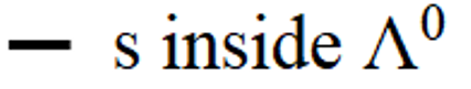 — s inside Λ⁰